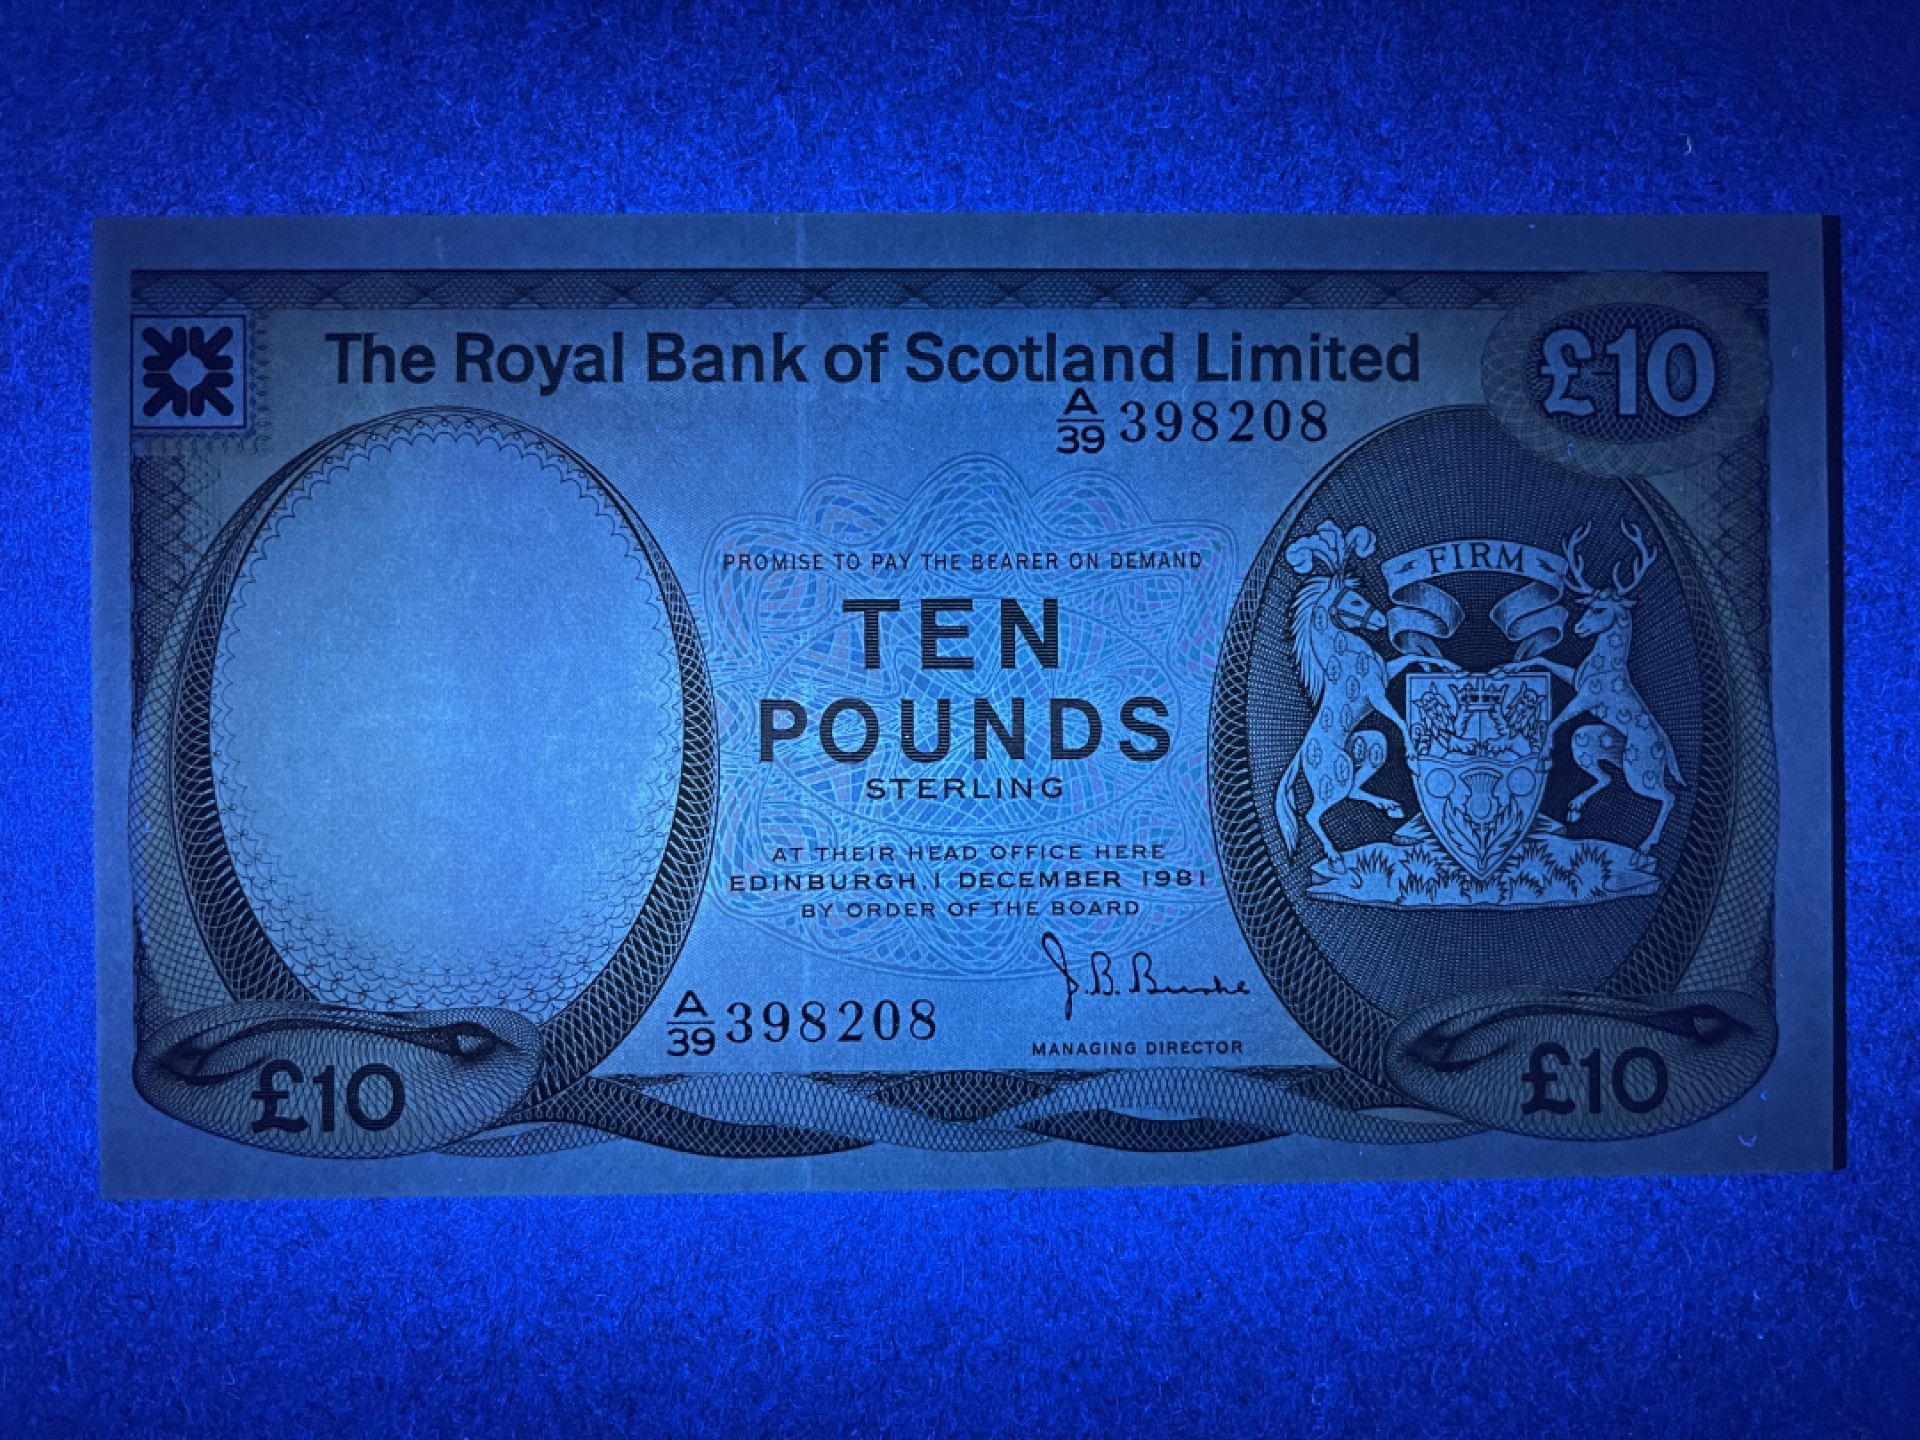 The Royal Bank of Scotland Limited
£10
A/39 398208
FIRM
PROMISE TO PAY THE BEARER ON DEMAND
TEN
POUNDS
STERLING
AT THEIR HEAD OFFICE HERE
EDINBURGH, 1 DECEMBER 1981
BY ORDER OF THE BOARD
J.B. Burke
A/39 398208
MANAGING DIRECTOR
£10
£10